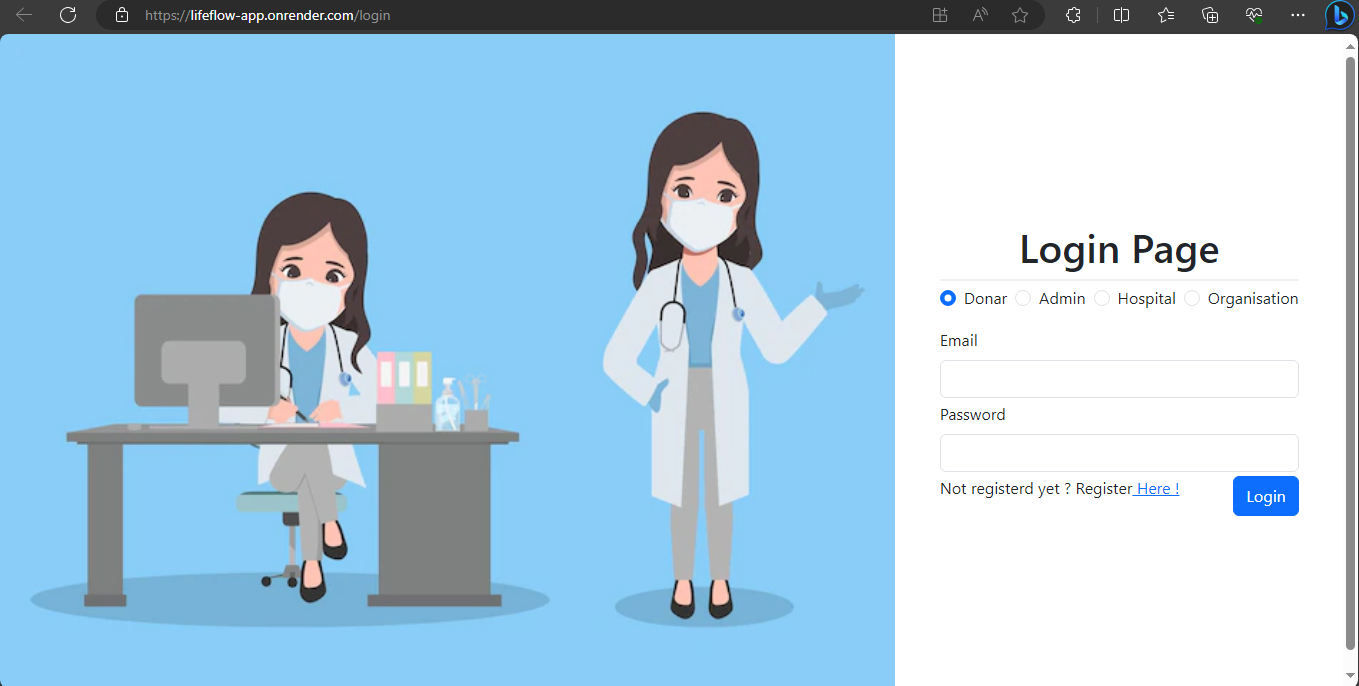 https://lifeflow-app.onrender.com/login
Login Page
Donar Admin Hospital Organisation
Email
Password
Not registerd yet ? Register Here !
Login